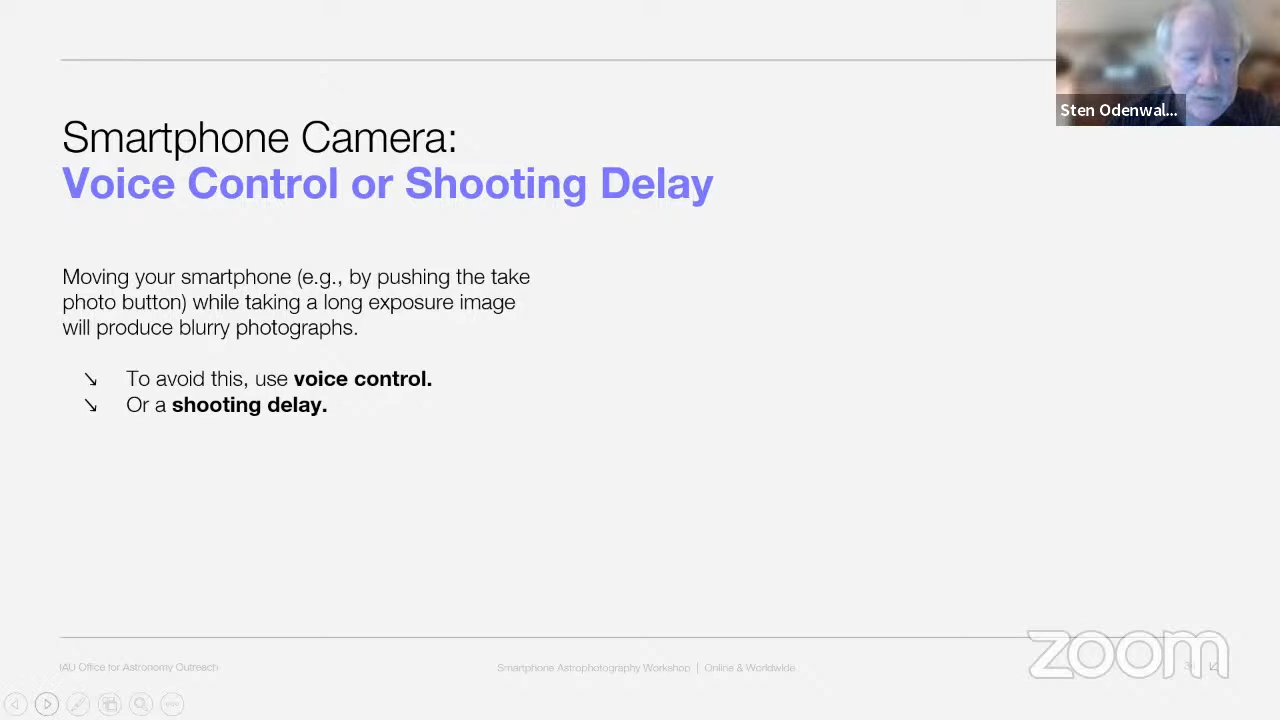 Sten Odenwal...
Smartphone Camera:
Voice Control or Shooting Delay
Moving your smartphone (e.g., by pushing the take
photo button) while taking a long exposure image
will produce blurry photographs.
↘ To avoid this, use voice control.
↘ Or a shooting delay.
IAU Office for Astronomy Outreach
Smartphone Astrophotography Workshop | Online & Worldwide
zoom